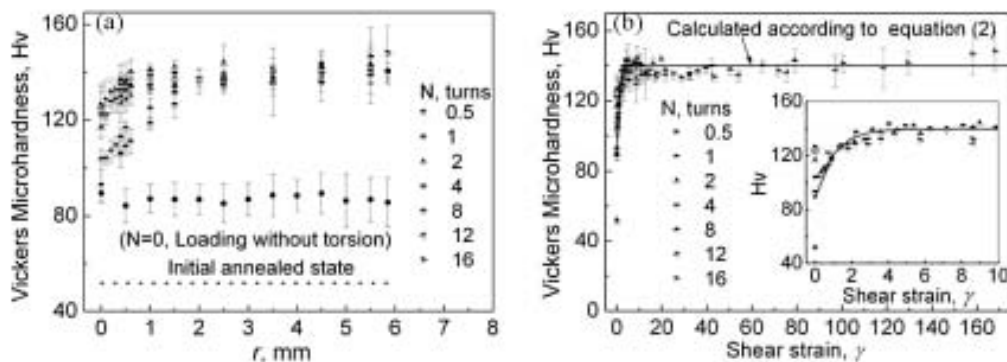 (a)
Vickers Microhardness, Hv
160
120
80
40
N, turns
0.5
1
2
4
8
12
16
(N=0, Loading without torsion)
Initial annealed state
0 1 2 3 4 5 6 7 8
r, mm
(b)
Vickers Microhardness, Hv
160
120
80
40
0
Calculated according to equation (2)
N, turns
0.5
1
2
4
8
12
16
Hv
160
120
80
40
0 2 4 6 8 10
Shear strain, γ
0 20 40 60 80 100 120 140 160
Shear strain, γ